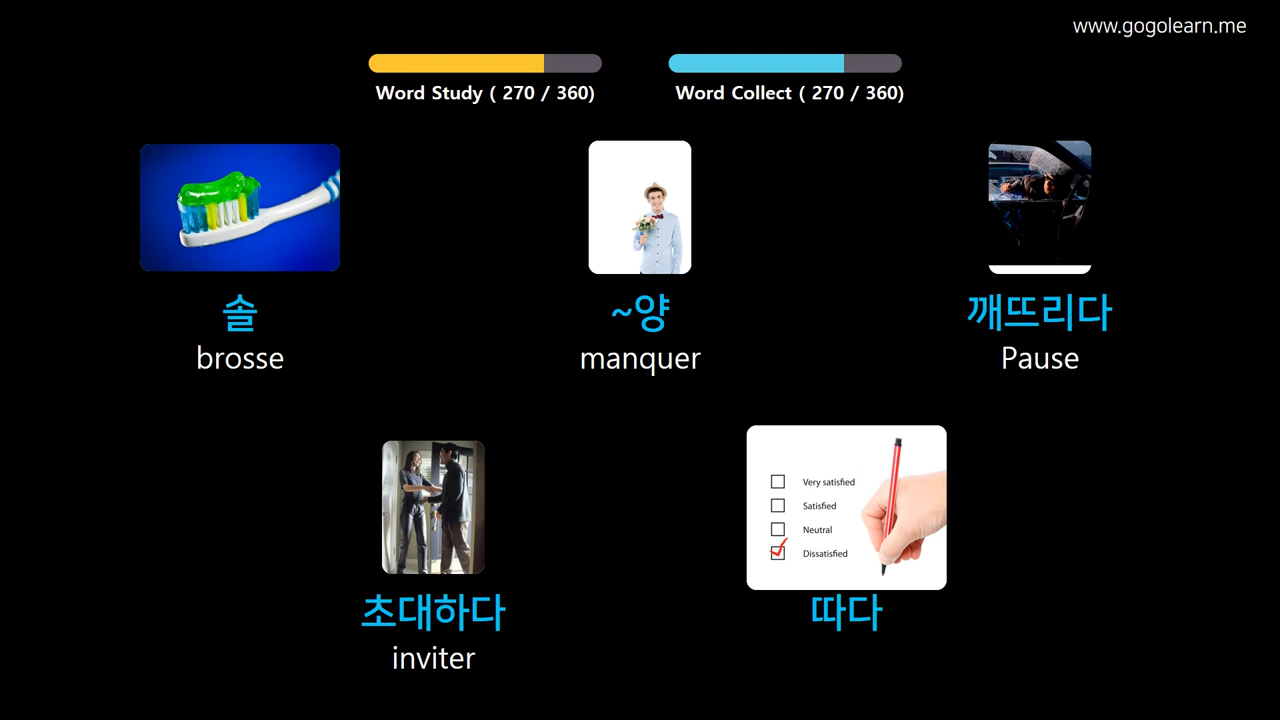 www.gogolearn.me
Word Study ( 270 / 360)
Word Collect ( 270 / 360)
솔
brosse
~양
manquer
깨뜨리다
Pause
초대하다
inviter
Very satisfied
Satisfied
Neutral
Dissatisfied
따다